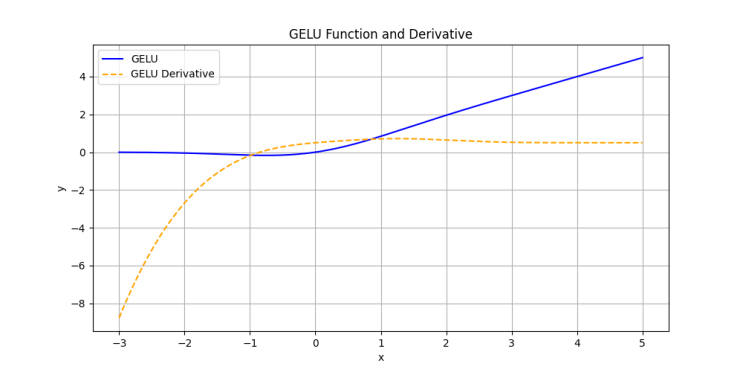 GELU Function and Derivative
GELU
GELU Derivative
4
2
0
−2
−4
−6
−8
y
−3 −2 −1 0 1 2 3 4 5
x